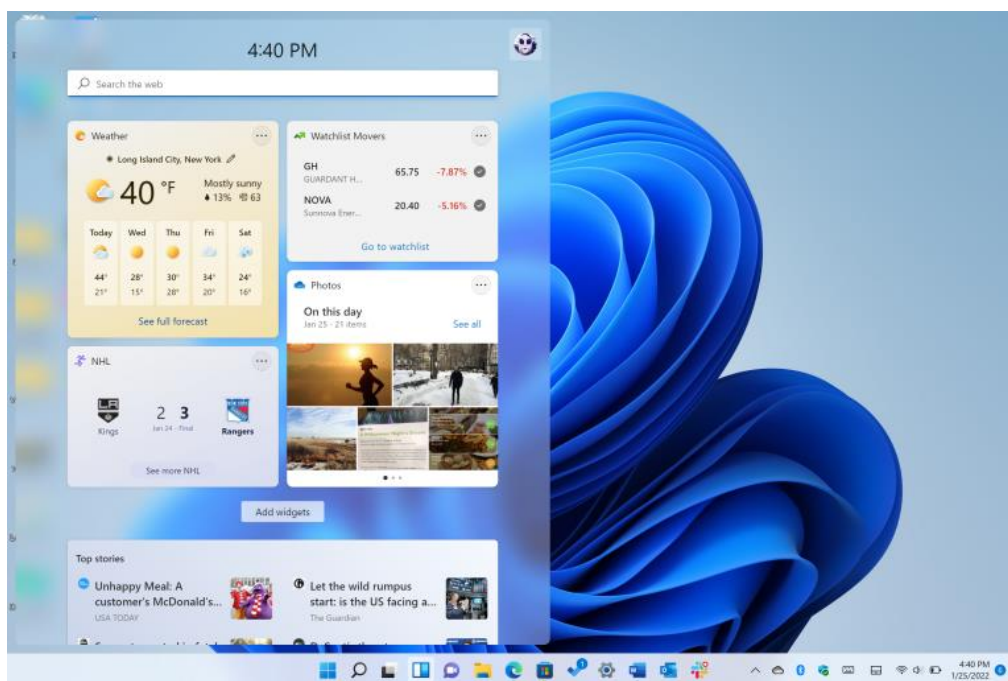 4:40 PM
Search the web
Weather
Long Island City, New York
40 °F
Mostly sunny
13% 63
Today Wed Thu Fri Sat
44° 28° 30° 34° 24°
21° 15° 28° 20° 16°
See full forecast
Watchlist Movers
GH 65.75 -7.87%
GUARDANT H...
NOVA 20.40 -5.16%
Sunnova Ener...
Go to watchlist
Photos
On this day
Jan 25 - 21 items See all
NHL
2 3
Kings Jan 24 - Final Rangers
See more NHL
Add widgets
Top stories
Unhappy Meal: A
customer's McDonald's...
USA TODAY
Let the wild rumpus
start: is the US facing a...
The Guardian
4:40 PM
1/25/2022